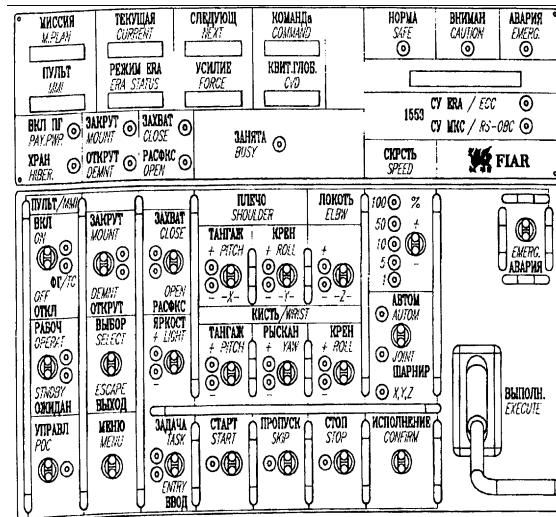 МИССИЯ
M.PLAN
ТЕКУЩАЯ
CURRENT
СЛЕДУЮЩ
NEXT
КОМАНДа
COMMAND
НОРМА
SAFE
ВНИМАН
CAUTION
АВАРИЯ
EMERG.
ПУЛЬТ
MMI
РЕЖИМ ERA
ERA STATUS
УСИЛИЕ
FORCE
КВИТ.ГЛОБ.
CVD
1553
СУ ERA / ECC
СУ МКС / RS-OBC
ВКЛ ПГ
PAY.PWR.
ЗАКРУТ
MOUNT
ЗАХВАТ
CLOSE
ЗАНЯТА
BUSY
ХРАН
HIBER.
ОТКРУТ
DEMNT
РАСФКС
OPEN
СКРСТЬ
SPEED
FIAR
ПУЛЬТ/MMI
ВКЛ
ON
OFF
ФГ/ТС
ОТКЛ
ЗАКРУТ
MOUNT
DEMNT
ОТКРУТ
ЗАХВАТ
CLOSE
OPEN
РАСФКС
ПЛЕЧО
SHOULDER
ТАНГАЖ
+ PITCH
- -X-
КРЕН
+ ROLL
- -Y-
ЛОКОТЬ
ELBW
+
- -Z-
100 %
50 +
10
5 -
1
EMERG.
АВАРИЯ
РАБОЧ
OPERAT
STNDBY
ОЖИДАН
ВЫБОР
SELECT
ESCAPE
ВЫХОД
ЯРКОСТ
+ LIGHT
-
КИСТЬ/WRIST
ТАНГАЖ
+ PITCH
-
РЫСКАН
+ YAW
-
КРЕН
+ ROLL
-
АВТОМ
AUTOM
JOINT
ШАРНИР
X,Y,Z
ВЫПОЛН.
EXECUTE
УПРАВЛ
POC
МЕНЮ
MENU
ЗАДАЧА
TASK
ENTRY
ВВОД
СТАРТ
START
ПРОПУСК
SKIP
СТОП
STOP
ИСПОЛНЕНИЕ
CONFIRM